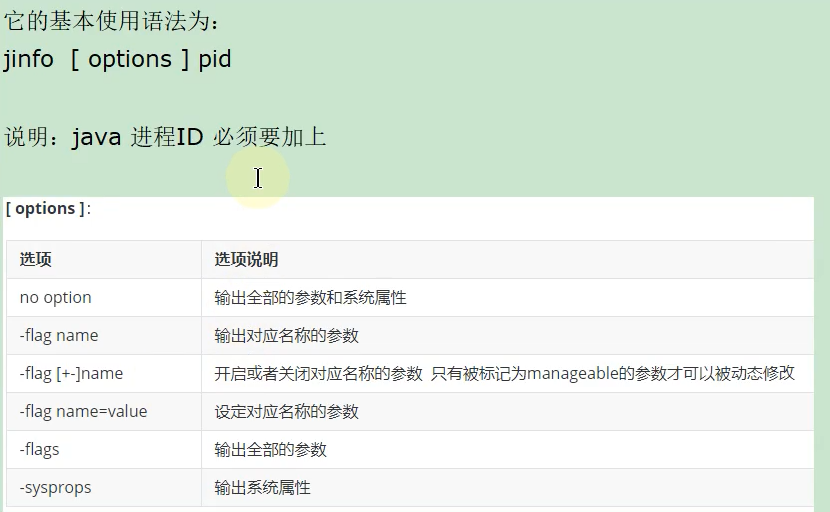 它的基本使用语法为：
jinfo [ options ] pid
说明：java 进程ID 必须要加上
[ options ]：
选项 选项说明
no option 输出全部的参数和系统属性
-flag name 输出对应名称的参数
-flag [+-]name 开启或者关闭对应名称的参数 只有被标记为manageable的参数才可以被动态修改
-flag name=value 设定对应名称的参数
-flags 输出全部的参数
-sysprops 输出系统属性